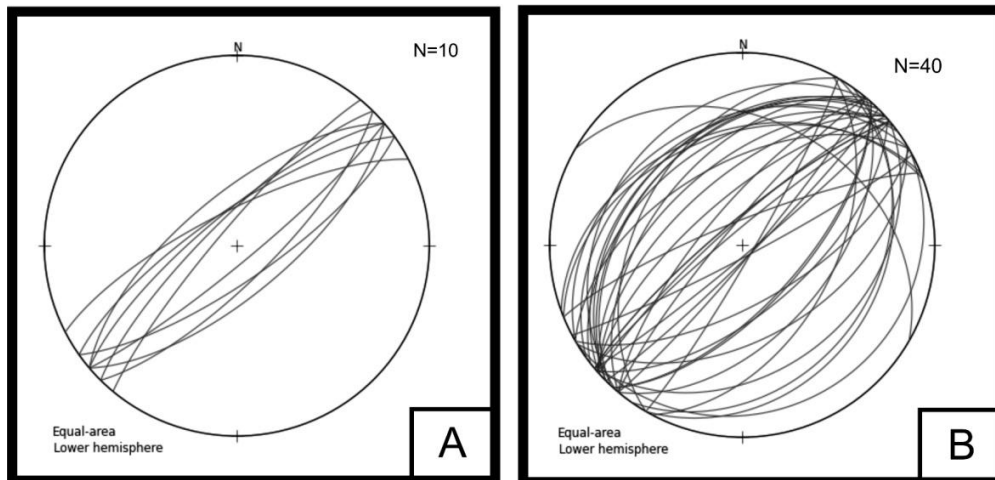 N
N=10
Equal-area
Lower hemisphere
A
N
N=40
Equal-area
Lower hemisphere
B